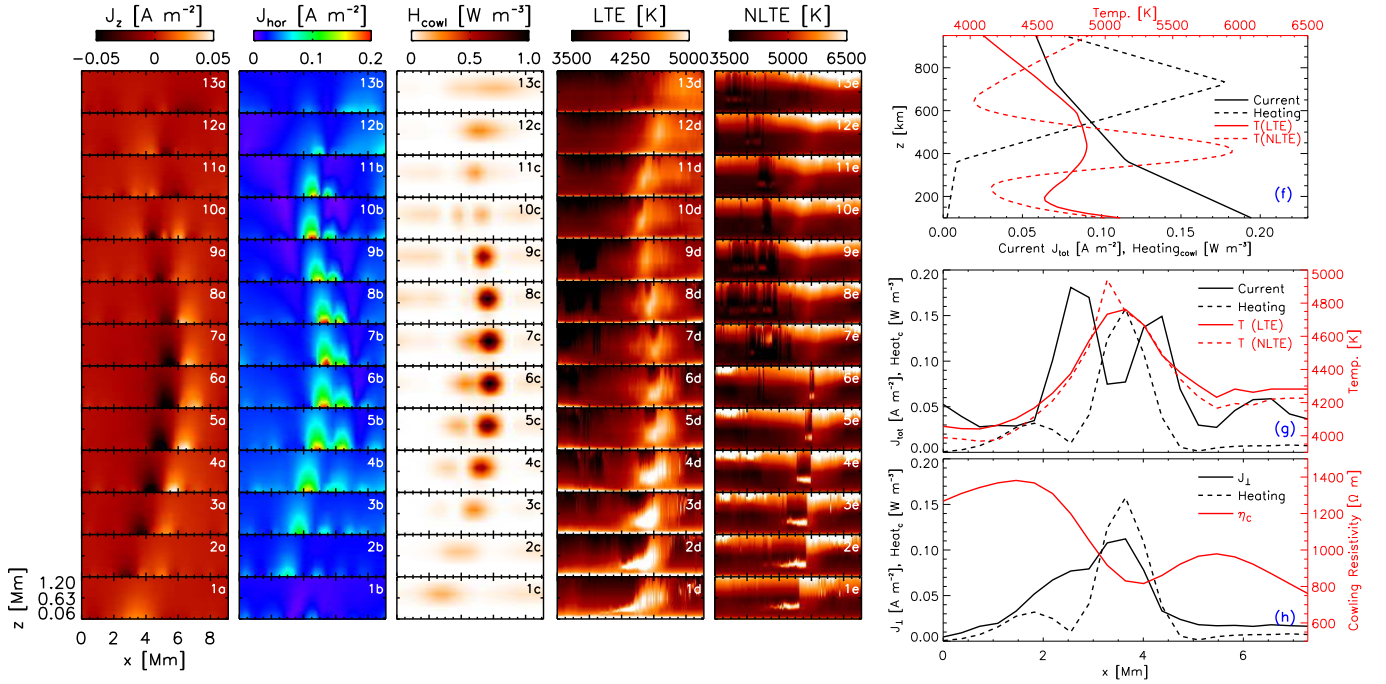 J_z [A m⁻²]
J_hor [A m⁻²]
H_cowl [W m⁻³]
LTE [K]
NLTE [K]
−0.05 0 0.05
0 0.1 0.2
0 0.5 1.0
3500 4250 5000
3500 5000 6500
13a 13b 13c 13d 13e
12a 12b 12c 12d 12e
11a 11b 11c 11d 11e
10a 10b 10c 10d 10e
9a 9b 9c 9d 9e
8a 8b 8c 8d 8e
7a 7b 7c 7d 7e
6a 6b 6c 6d 6e
5a 5b 5c 5d 5e
4a 4b 4c 4d 4e
3a 3b 3c 3d 3e
2a 2b 2c 2d 2e
1a 1b 1c 1d 1e
z [Mm]
1.20
0.63
0.06
0 2 4 6 8
x [Mm]
Temp. [K]
4000 4500 5000 5500 6000 6500
z [km]
800
600
400
200
Current
Heating
T(LTE)
T(NLTE)
(f)
0.00 0.05 0.10 0.15 0.20
Current J_tot [A m⁻²], Heating_cowl [W m⁻³]
J_tot [A m⁻²], Heat_c [W m⁻³]
0.20
0.15
0.10
0.05
0.00
Current
Heating
T (LTE)
T (NLTE)
(g)
5000
4800
4600
4400
4200
4000
Temp. [K]
J_⊥ [A m⁻²], Heat_c [W m⁻³]
0.20
0.15
0.10
0.05
0.00
J_⊥
Heating
η_c
(h)
1400
1200
1000
800
600
Cowling Resistivity [Ω m]
0 2 4 6
x [Mm]